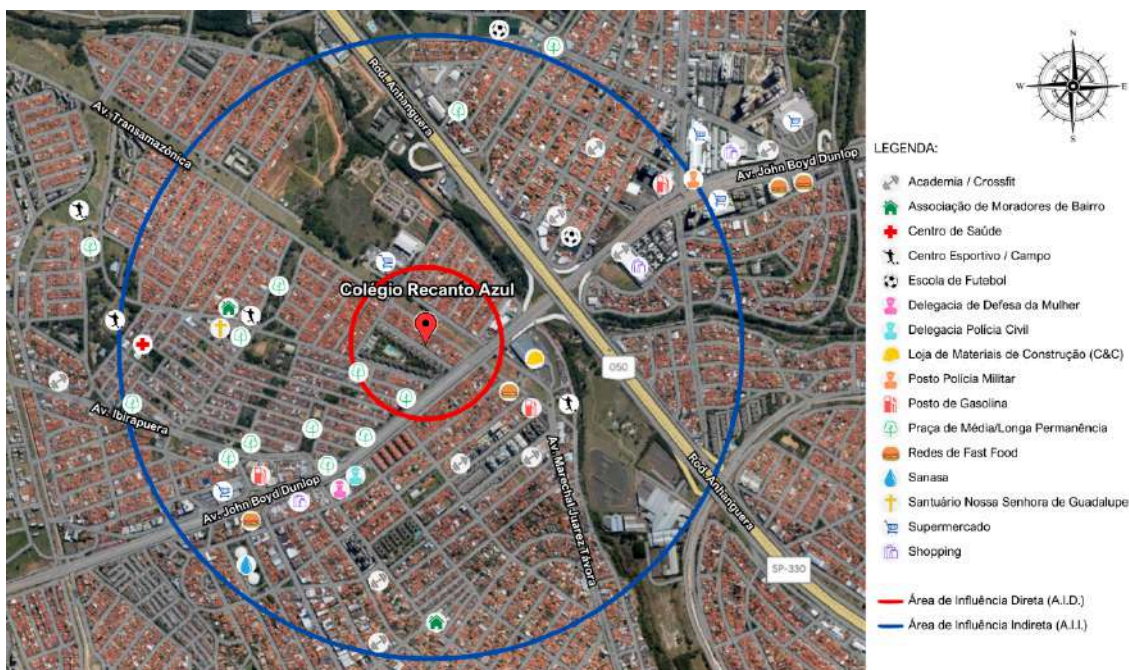 Rod. Anhanguera
Av. Transamazônica
Av. John Boyd Dunlop
Colégio Recanto Azul
050
Av. Ibirapuera
Av. John Boyd Dunlop
Av. Marechal Juarez Távora
Rod. Anhanguera
SP-330
N
W
E
S
LEGENDA:
Academia / Crossfit
Associação de Moradores de Bairro
Centro de Saúde
Centro Esportivo / Campo
Escola de Futebol
Delegacia de Defesa da Mulher
Delegacia Polícia Civil
Loja de Materiais de Construção (C&C)
Posto Polícia Militar
Posto de Gasolina
Praça de Média/Longa Permanência
Redes de Fast Food
Sanasa
Santuário Nossa Senhora de Guadalupe
Supermercado
Shopping
Área de Influência Direta (A.I.D.)
Área de Influência Indireta (A.I.I.)